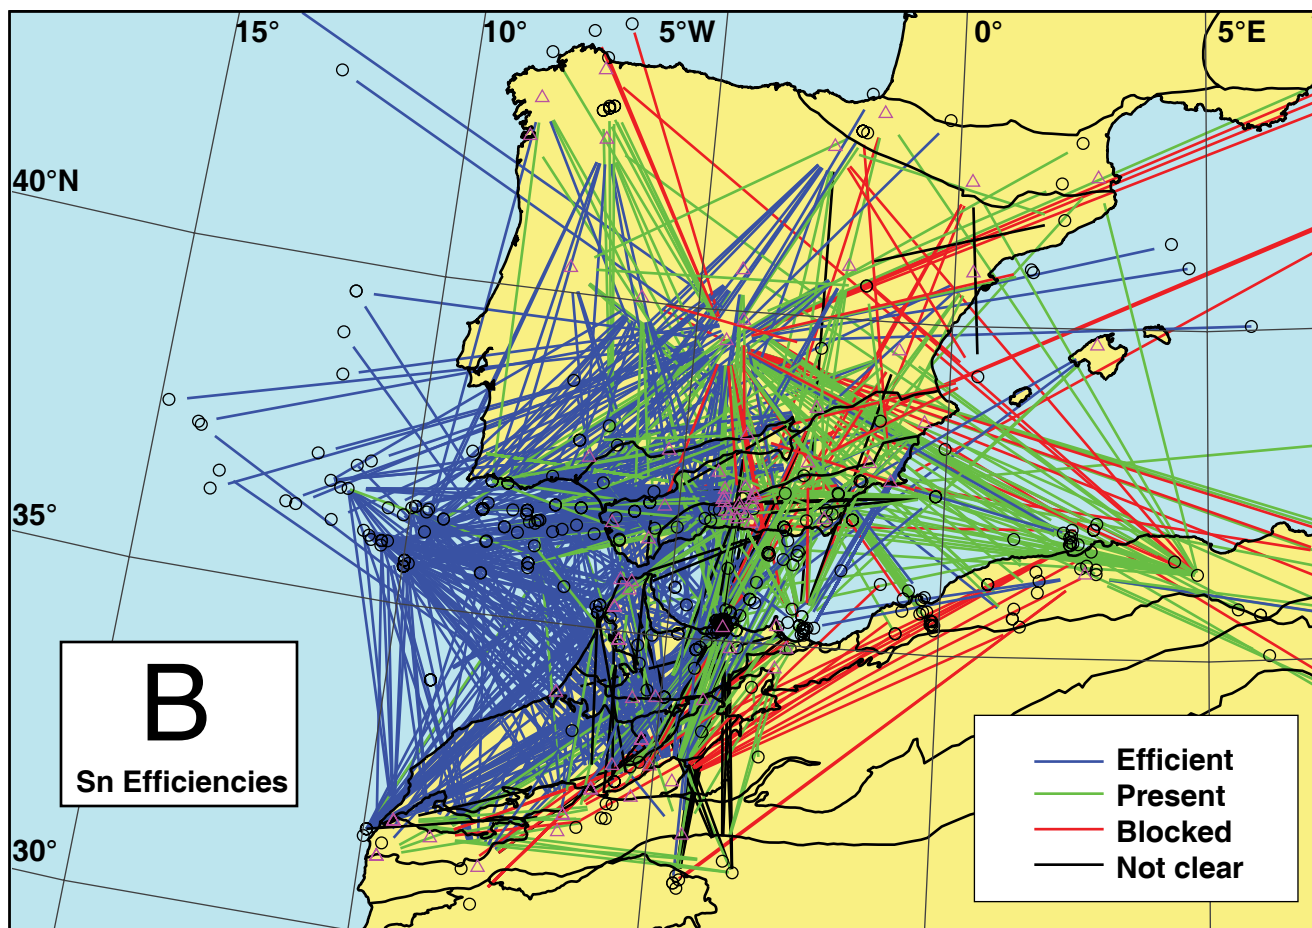 15° 10° 5°W 0° 5°E
40°N
35°
30°
B
Sn Efficiencies
Efficient
Present
Blocked
Not clear